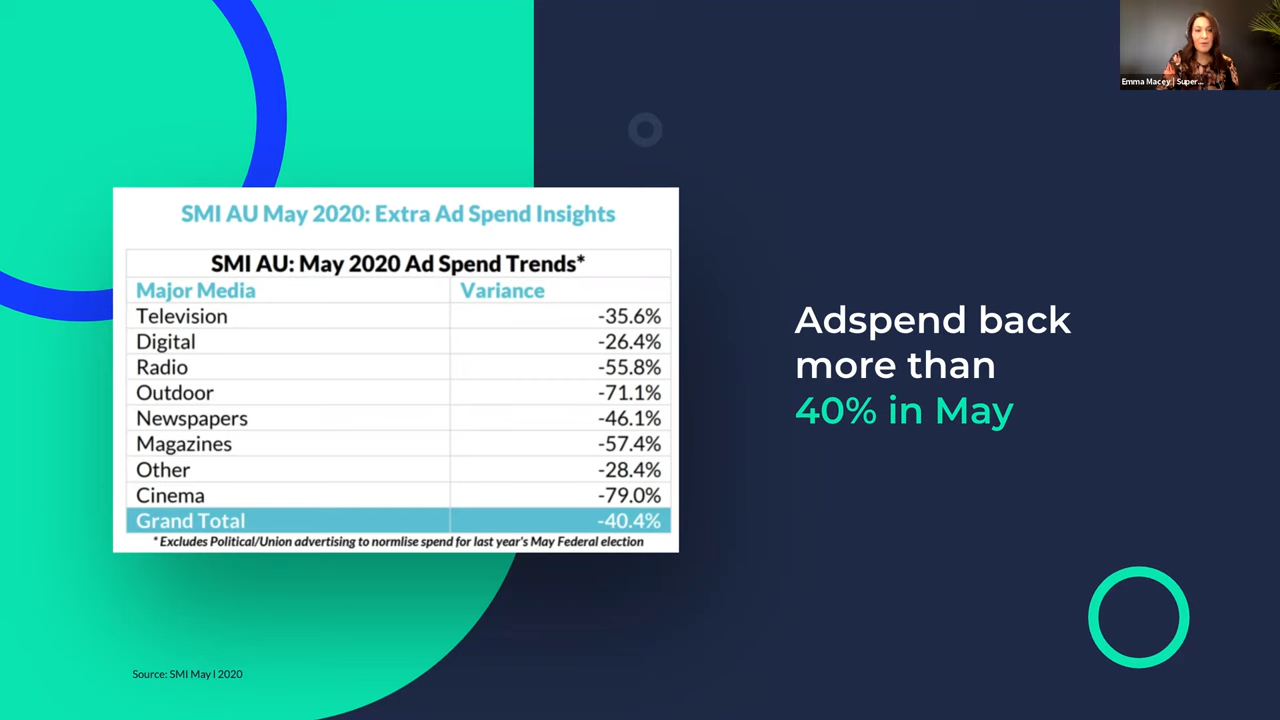 Emma Macey | Super...
SMI AU May 2020: Extra Ad Spend Insights
SMI AU: May 2020 Ad Spend Trends*
Major Media Variance
Television -35.6%
Digital -26.4%
Radio -55.8%
Outdoor -71.1%
Newspapers -46.1%
Magazines -57.4%
Other -28.4%
Cinema -79.0%
Grand Total -40.4%
* Excludes Political/Union advertising to normlise spend for last year's May Federal election
Adspend back
more than
40% in May
Source: SMI May l 2020